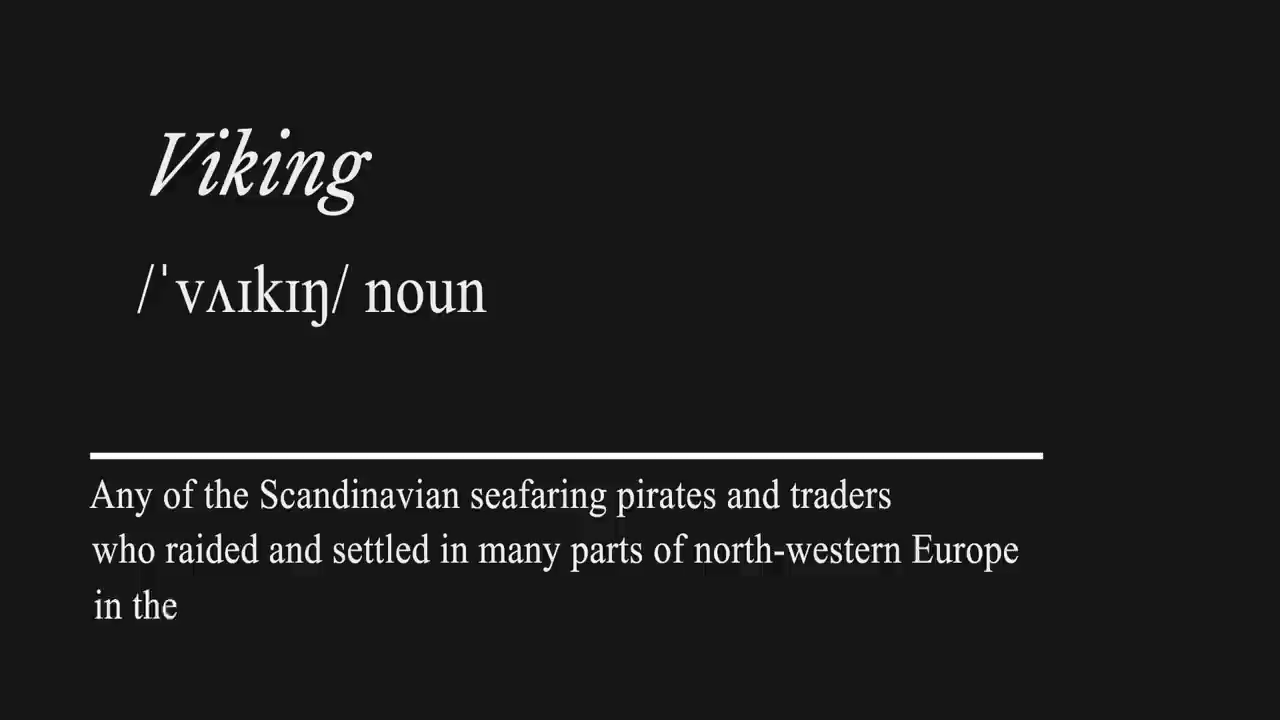 Viking
/ˈvʌɪkɪŋ/ noun
Any of the Scandinavian seafaring pirates and traders
who raided and settled in many parts of north-western Europe
in the